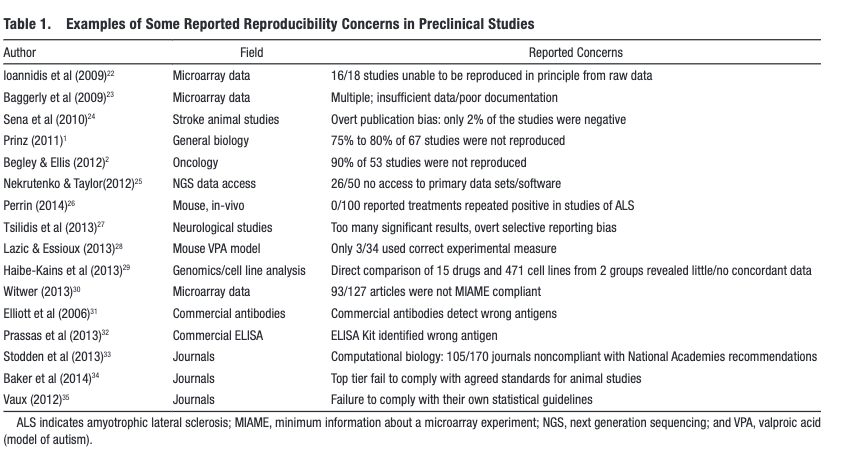 Table 1. Examples of Some Reported Reproducibility Concerns in Preclinical Studies
Author Field Reported Concerns
Ioannidis et al (2009)22 Microarray data 16/18 studies unable to be reproduced in principle from raw data
Baggerly et al (2009)23 Microarray data Multiple; insufficient data/poor documentation
Sena et al (2010)24 Stroke animal studies Overt publication bias: only 2% of the studies were negative
Prinz (2011)1 General biology 75% to 80% of 67 studies were not reproduced
Begley & Ellis (2012)2 Oncology 90% of 53 studies were not reproduced
Nekrutenko & Taylor(2012)25 NGS data access 26/50 no access to primary data sets/software
Perrin (2014)26 Mouse, in-vivo 0/100 reported treatments repeated positive in studies of ALS
Tsilidis et al (2013)27 Neurological studies Too many significant results, overt selective reporting bias
Lazic & Essioux (2013)28 Mouse VPA model Only 3/34 used correct experimental measure
Haibe-Kains et al (2013)29 Genomics/cell line analysis Direct comparison of 15 drugs and 471 cell lines from 2 groups revealed little/no concordant data
Witwer (2013)30 Microarray data 93/127 articles were not MIAME compliant
Elliott et al (2006)31 Commercial antibodies Commercial antibodies detect wrong antigens
Prassas et al (2013)32 Commercial ELISA ELISA Kit identified wrong antigen
Stodden et al (2013)33 Journals Computational biology: 105/170 journals noncompliant with National Academies recommendations
Baker et al (2014)34 Journals Top tier fail to comply with agreed standards for animal studies
Vaux (2012)35 Journals Failure to comply with their own statistical guidelines
ALS indicates amyotrophic lateral sclerosis; MIAME, minimum information about a microarray experiment; NGS, next generation sequencing; and VPA, valproic acid
(model of autism).